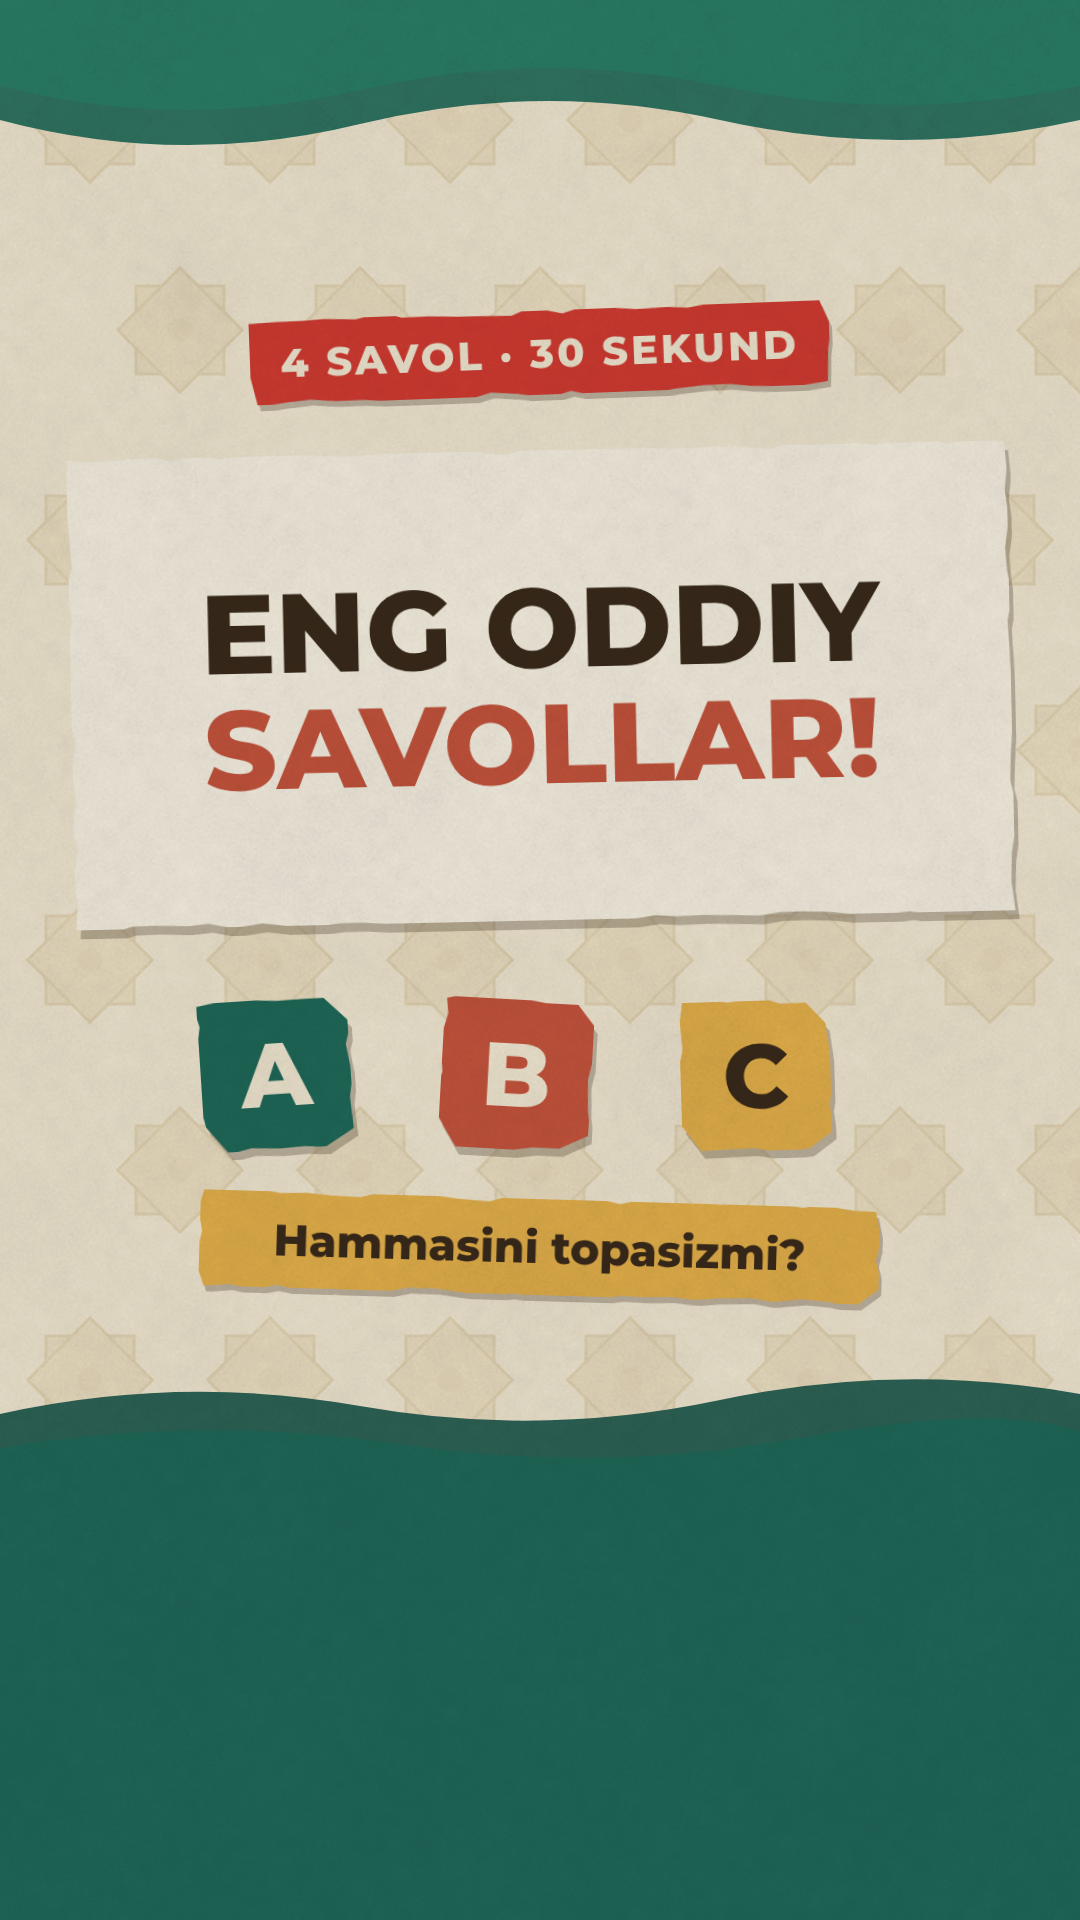 4 SAVOL • 30 SEKUND
ENG ODDIY
SAVOLLAR!
A B C
Hammasini topasizmi?